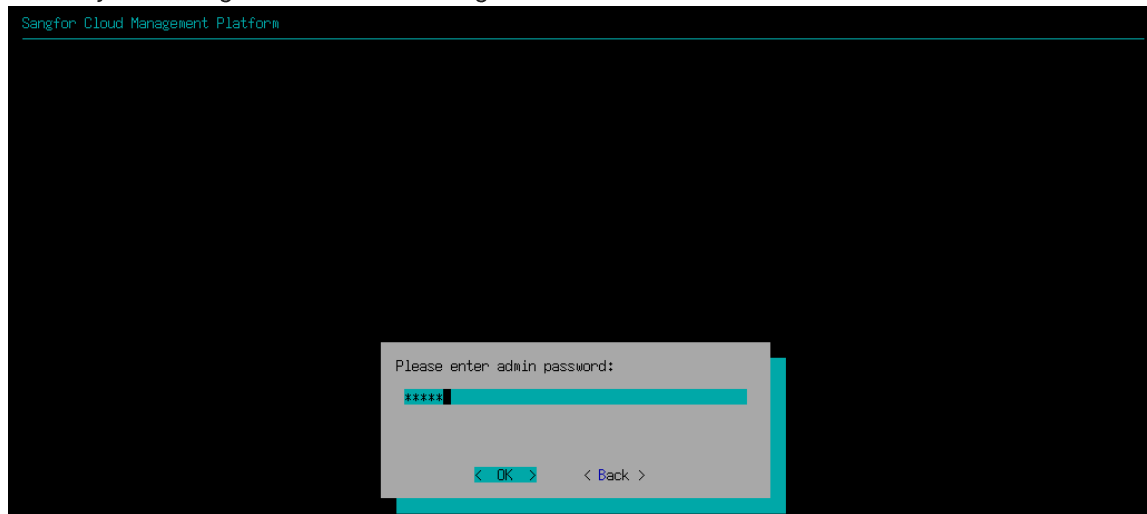 Sangfor Cloud Management Platform
Please enter admin password:
*****
< OK > < Back >